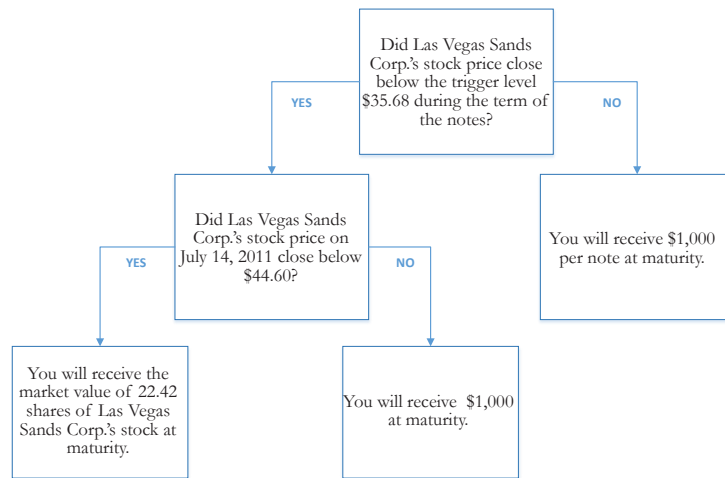 Did Las Vegas Sands
Corp.'s stock price close
below the trigger level
$35.68 during the term of
the notes?
YES
NO
Did Las Vegas Sands
Corp.'s stock price on
July 14, 2011 close below
$44.60?
You will receive $1,000
per note at maturity.
YES
NO
You will receive the
market value of 22.42
shares of Las Vegas
Sands Corp.'s stock at
maturity.
You will receive $1,000
at maturity.